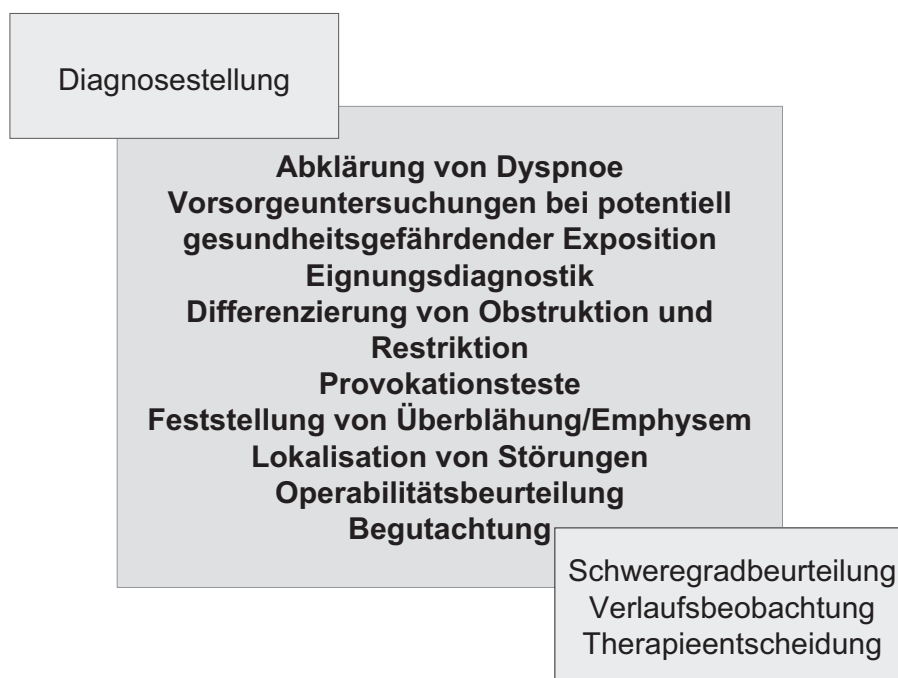 Diagnosestellung
Abklärung von Dyspnoe
Vorsorgeuntersuchungen bei potentiell
gesundheitsgefährdender Exposition
Eignungsdiagnostik
Differenzierung von Obstruktion und
Restriktion
Provokationsteste
Feststellung von Überblähung/Emphysem
Lokalisation von Störungen
Operabilitätsbeurteilung
Begutachtung
Schweregradbeurteilung
Verlaufsbeobachtung
Therapieentscheidung